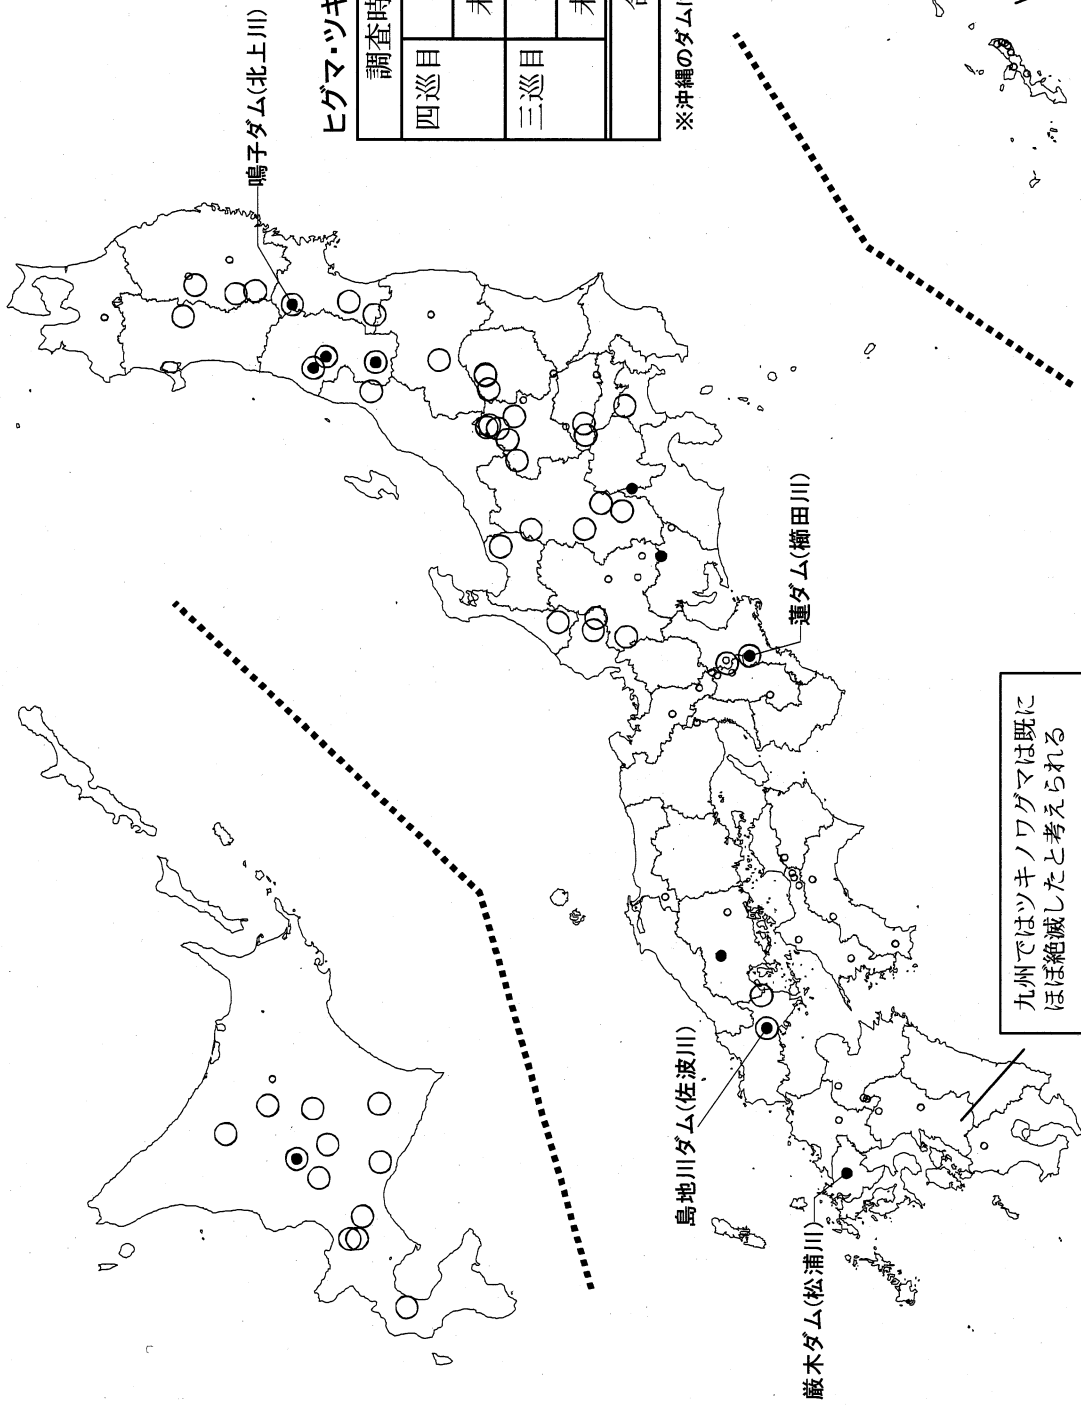 鳴子ダム(北上川)
ヒグマ・ツキ
調査時
四巡目
三巡目
※沖縄のダムに
蓮ダム(櫛田川)
島地川ダム(佐波川)
厳木ダム(松浦川)
九州ではツキノワグマは既に
ほぼ絶滅したと考えられる